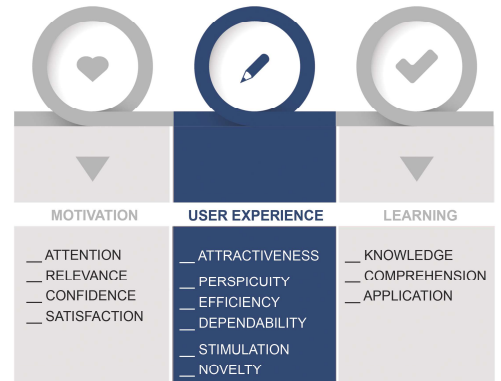 MOTIVATION
__ ATTENTION
__ RELEVANCE
__ CONFIDENCE
__ SATISFACTION
USER EXPERIENCE
__ ATTRACTIVENESS
__ PERSPICUITY
__ EFFICIENCY
__ DEPENDABILITY
__ STIMULATION
__ NOVELTY
LEARNING
__ KNOWLEDGE
__ COMPREHENSION
__ APPLICATION